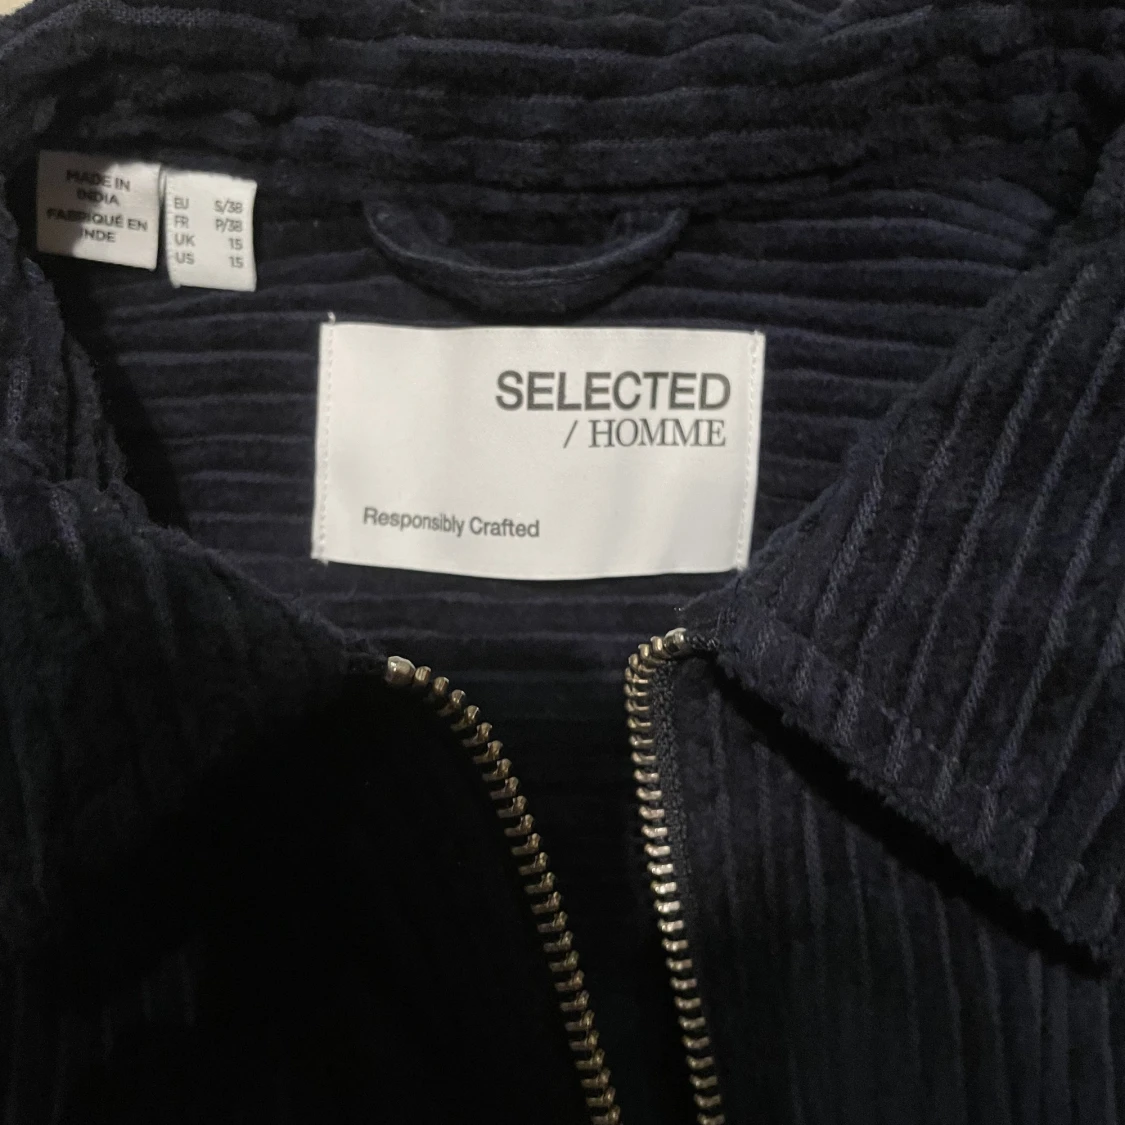 MADE IN
INDIA
FABRIQUÉ EN
INDE
EU S/38
FR P/38
UK 15
US 15
SELECTED
/ HOMME
Responsibly Crafted